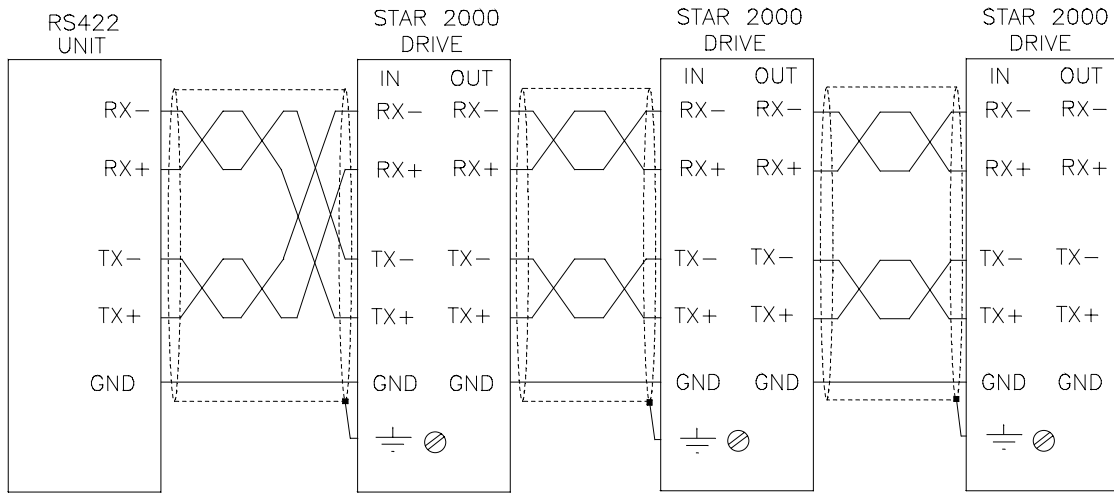 RS422
UNIT
STAR 2000
DRIVE
STAR 2000
DRIVE
STAR 2000
DRIVE
IN OUT IN OUT IN OUT
RX- RX- RX- RX- RX- RX- RX-
RX+ RX+ RX+ RX+ RX+ RX+ RX+
TX- TX- TX- TX- TX- TX- TX-
TX+ TX+ TX+ TX+ TX+ TX+ TX+
GND GND GND GND GND GND GND